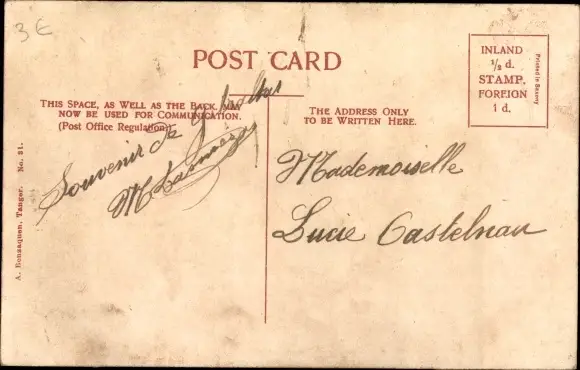 3€
POST CARD
INLAND
½ d.
STAMP,
FOREIGN
1 d.
Printed in Saxony
THIS SPACE, AS WELL AS THE BACK, MAY
NOW BE USED FOR COMMUNICATION.
(Post Office Regulation).
THE ADDRESS ONLY
TO BE WRITTEN HERE.
Souvenir de
M
Mademoiselle
Lucie Castelnau
A. Benzaquen, Tanger. No. 21.